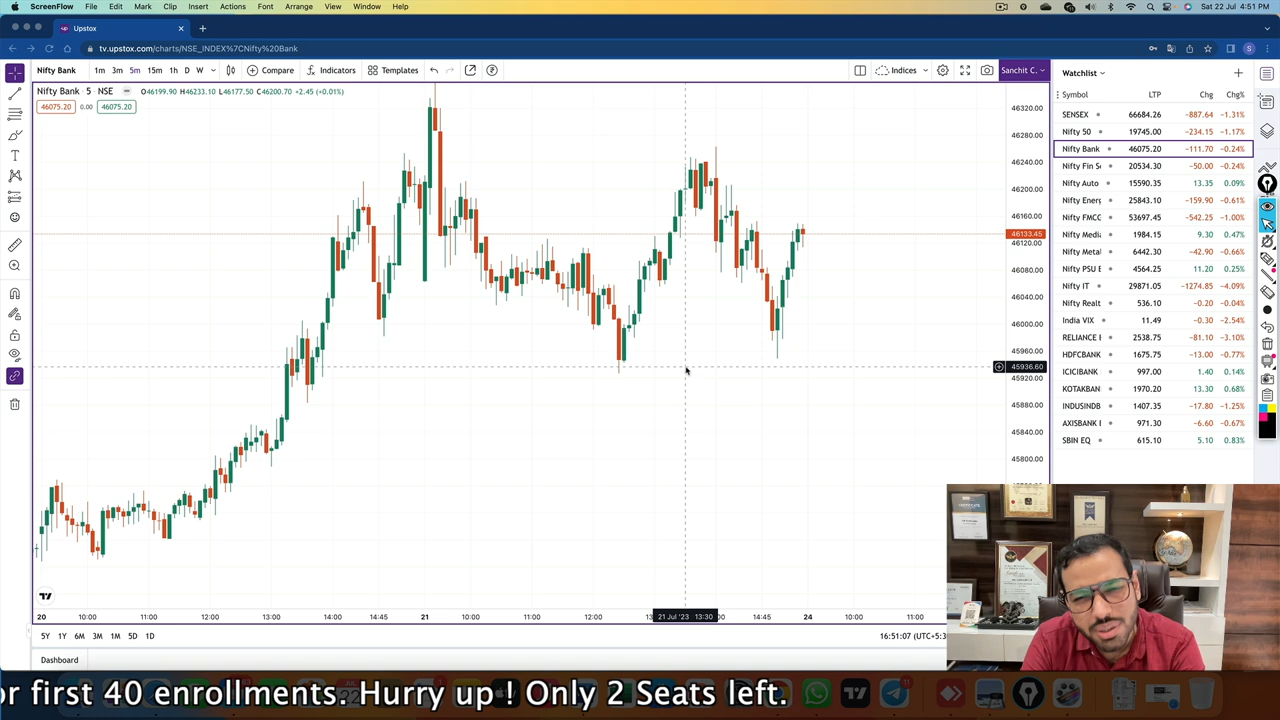 ScreenFlow File Edit Mark Clip Insert Actions Font Arrange View Window Help Sat 22 Jul 4:51 PM
Upstox
tv.upstox.com/charts/NSE_INDEX%7CNifty%20Bank
Nifty Bank 1m 3m 5m 15m 1h D W Compare Indicators Templates Indices Sanchit C. Watchlist
Nifty Bank 5 NSE O46199.90 H46233.10 L46177.50 C46200.70 +2.45 (+0.01%)
46075.20 0.00 46075.20
Symbol LTP Chg Chg%
SENSEX 66684.26 −887.64 −1.31%
Nifty 50 19745.00 −234.15 −1.17%
Nifty Bank 46075.20 −111.70 −0.24%
Nifty Fin S 20534.30 −50.00 −0.24%
Nifty Auto 15590.35 13.35 0.09%
Nifty Energ 25843.10 −159.90 −0.61%
Nifty FMCG 53697.45 −542.25 −1.00%
Nifty Medi 1984.15 9.30 0.47%
Nifty Metal 6442.30 −42.90 −0.66%
Nifty PSU B 4564.25 11.20 0.25%
Nifty IT 29871.05 −1274.85 −4.09%
Nifty Realt 536.10 −0.20 −0.04%
India VIX 11.49 −0.30 −2.54%
RELIANCE 2538.75 −81.10 −3.10%
HDFCBANK 1675.75 −13.00 −0.77%
ICICIBANK 997.00 1.40 0.14%
KOTAKBAN 1970.20 13.30 0.68%
INDUSINDB 1407.35 −17.80 −1.25%
AXISBANK 971.30 −6.60 −0.67%
SBIN EQ 615.10 5.10 0.83%
46320.00
46280.00
46240.00
46200.00
46160.00
46133.45
46120.00
46080.00
46040.00
46000.00
45960.00
45936.60
45920.00
45880.00
45840.00
45800.00
20 10:00 11:00 12:00 13:00 14:00 14:45 21 10:00 11:00 12:00 21 Jul '23 13:30 14:45 24 10:00 11:00
5Y 1Y 6M 3M 1M 5D 1D 16:51:07 (UTC+5:3
Dashboard
or first 40 enrollments. Hurry up ! Only 2 Seats left.